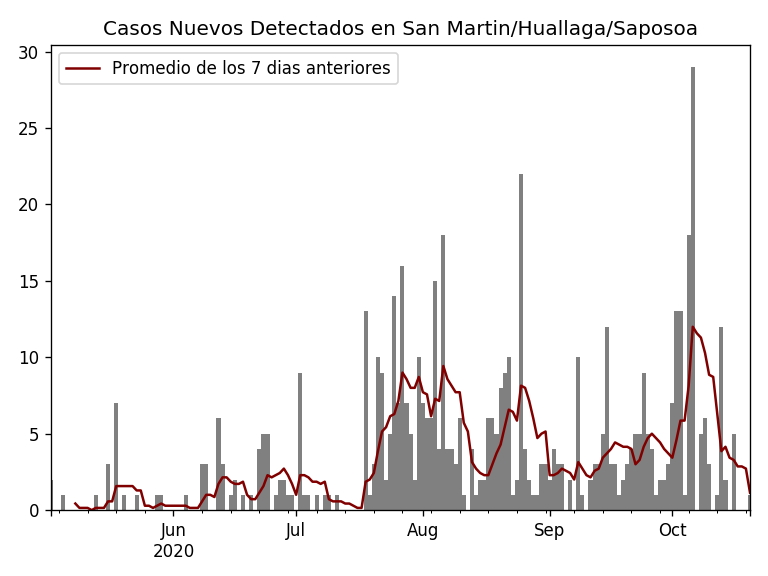 Casos Nuevos Detectados en San Martin/Huallaga/Saposoa
Promedio de los 7 dias anteriores
30
25
20
15
10
5
0
Jun
2020
Jul
Aug
Sep
Oct